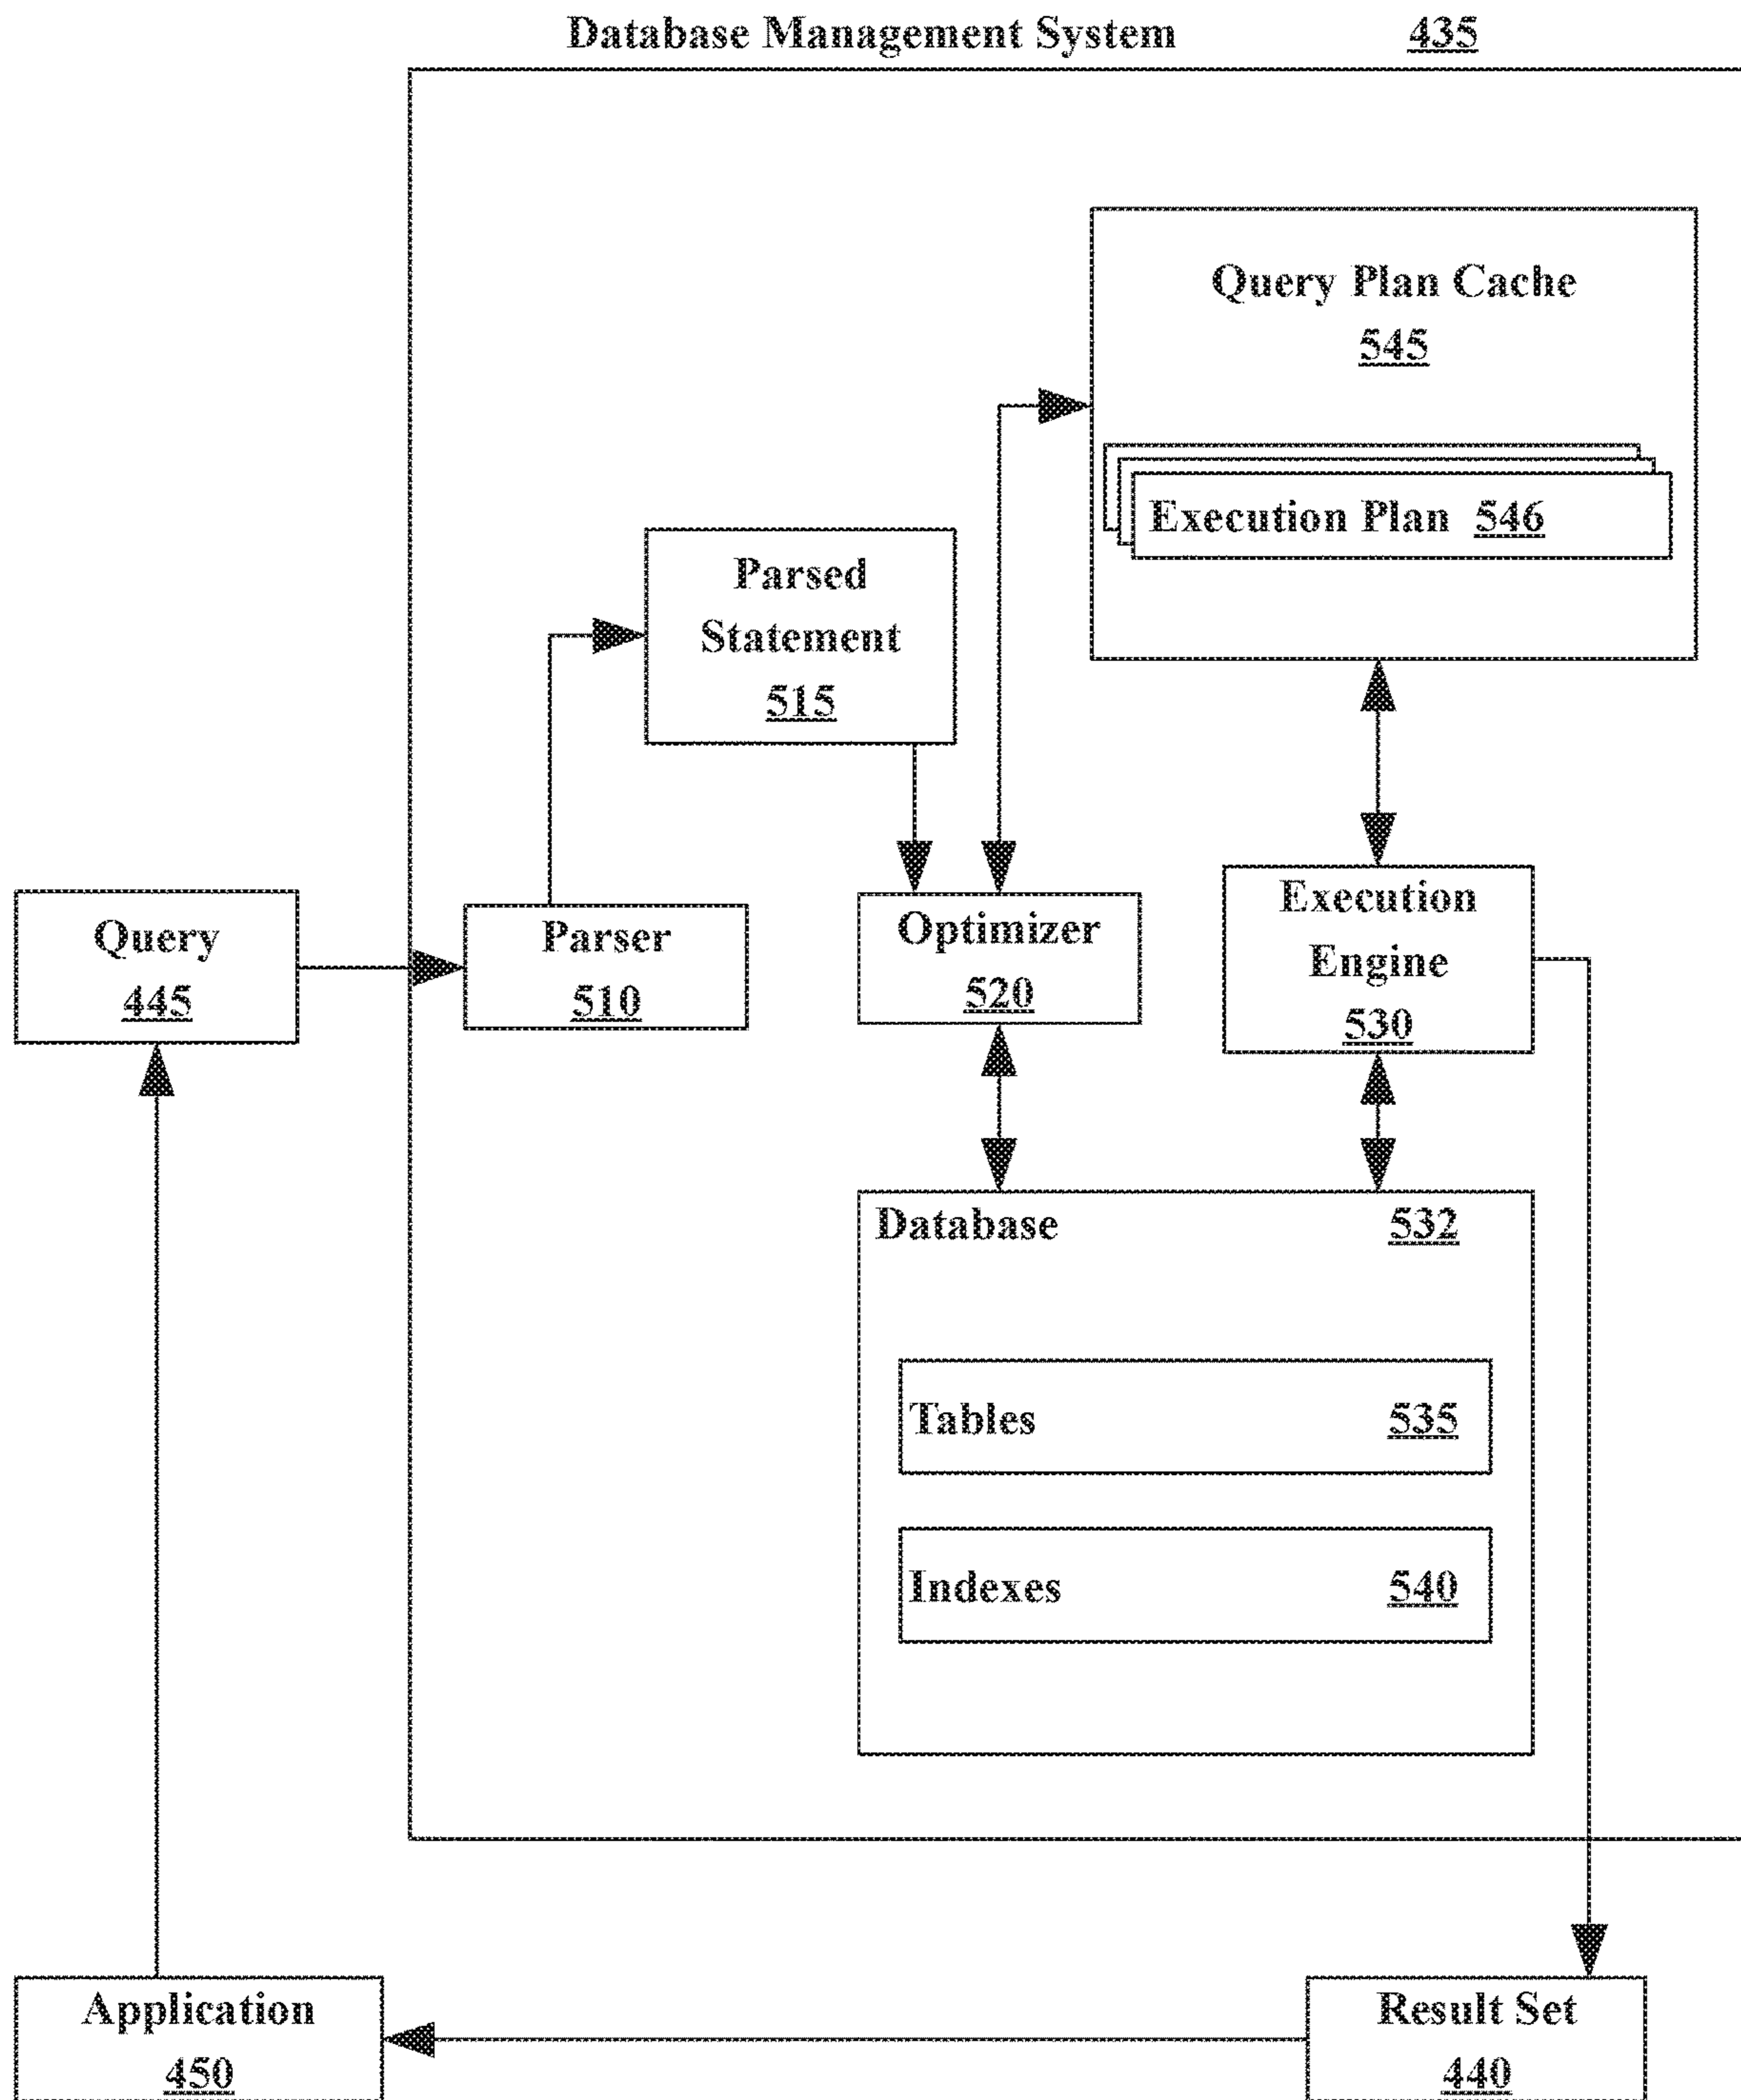 Database Management System 435
Query Plan Cache
545
Execution Plan 546
Parsed
Statement
515
Query
445
Parser
510
Optimizer
520
Execution
Engine
530
Database 532
Tables 535
Indexes 540
Application
450
Result Set
440